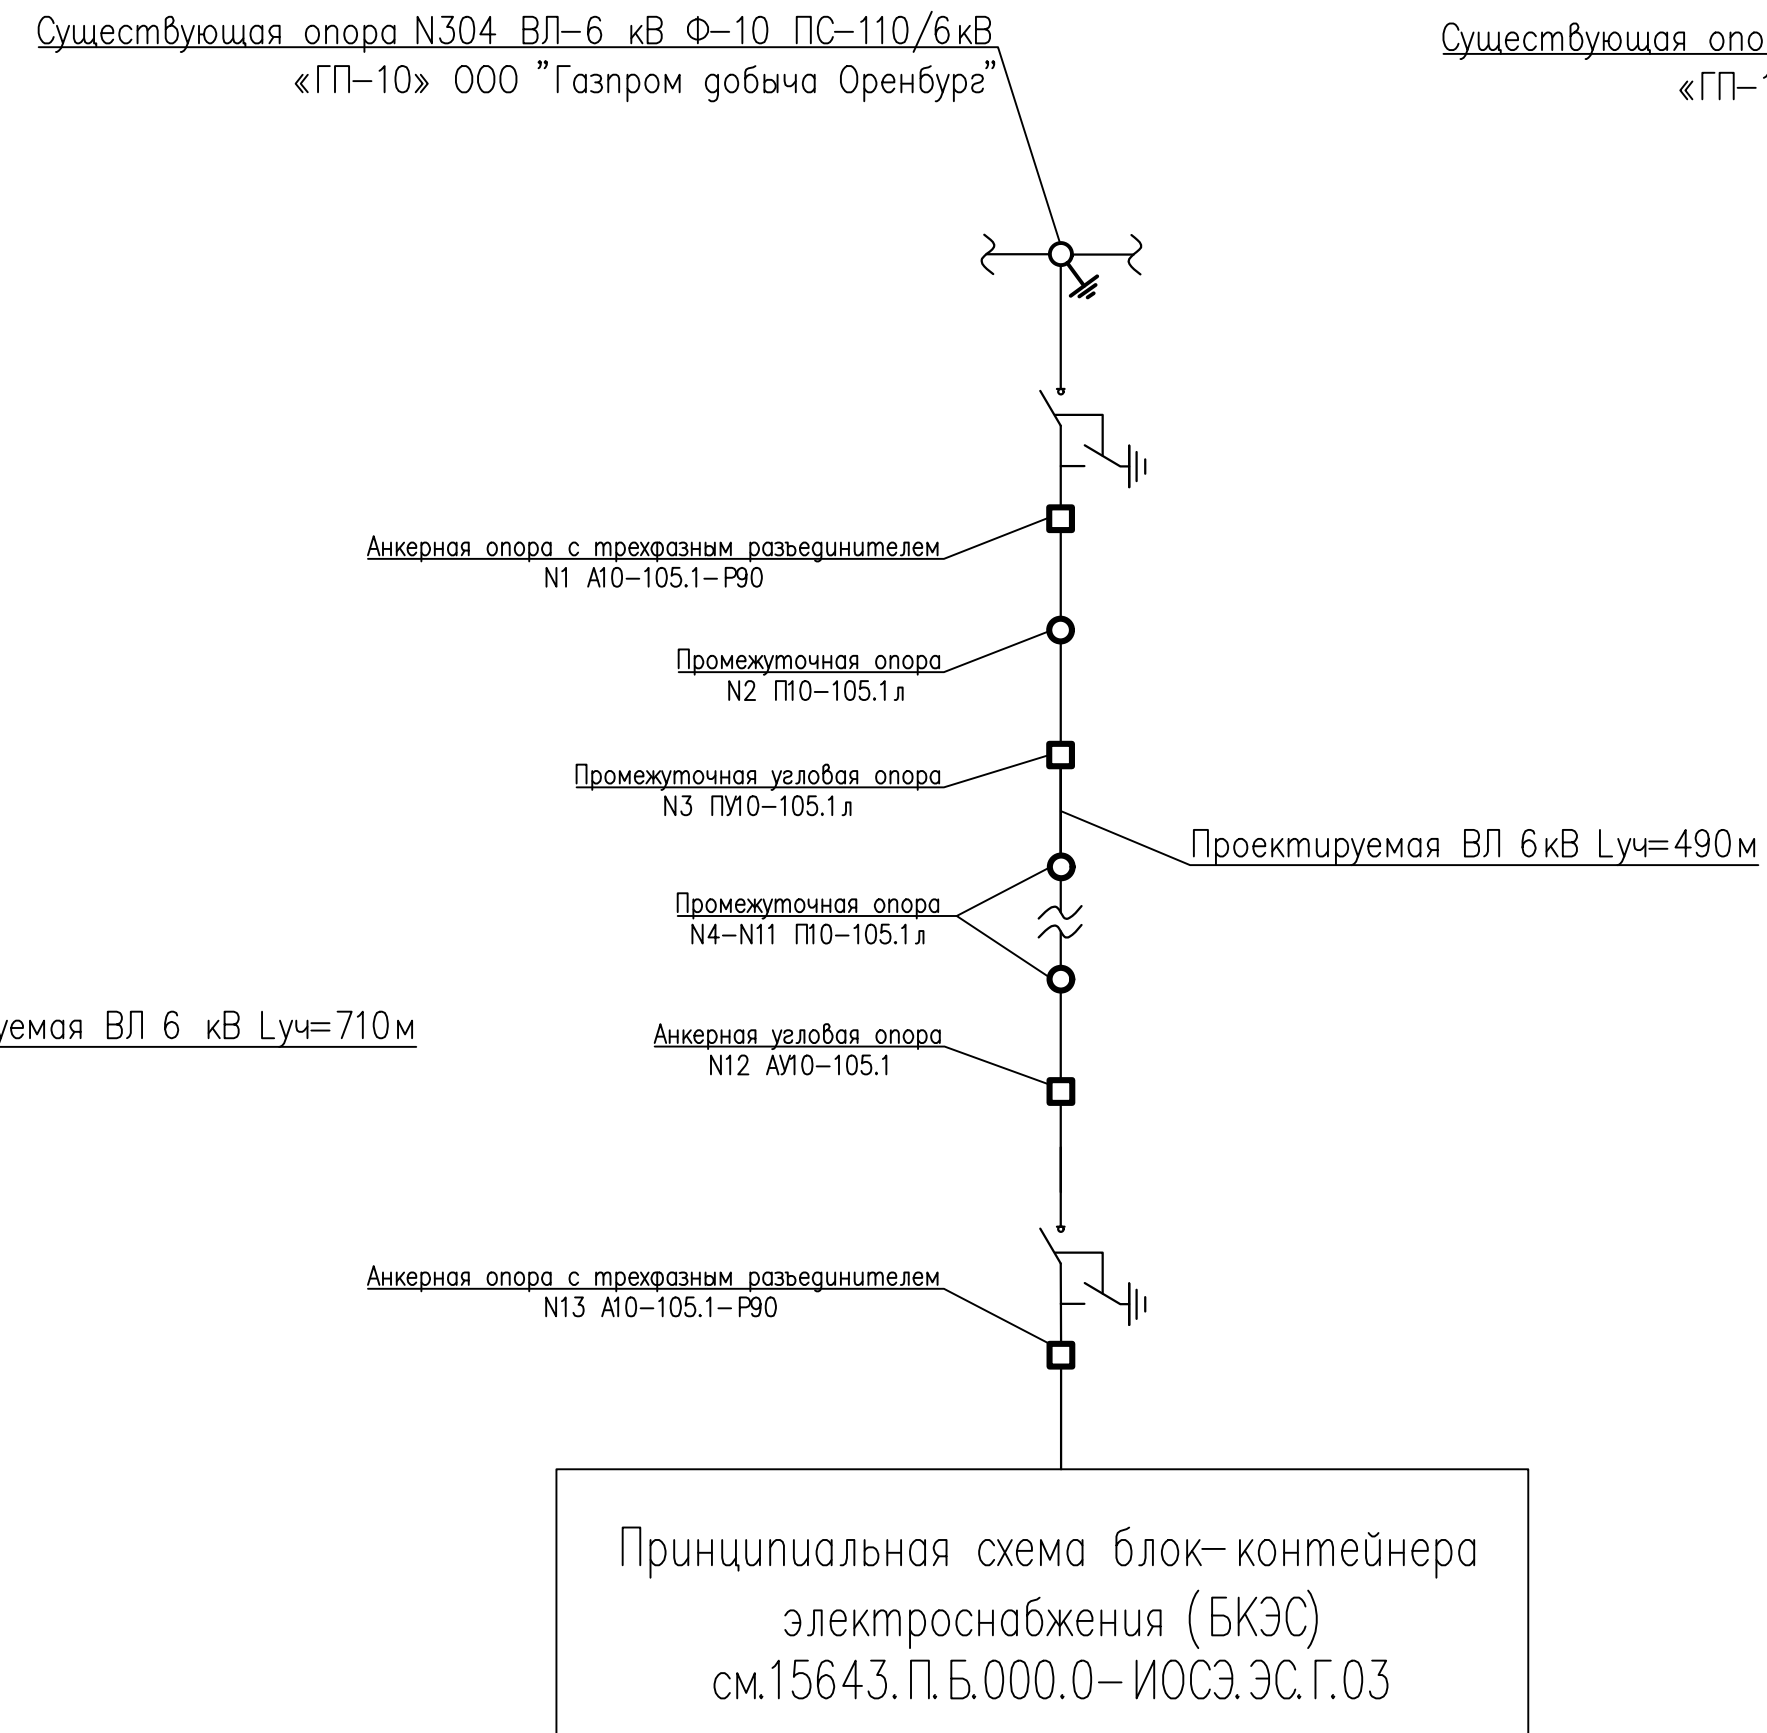 Существующая опора N304 ВЛ-6 кВ Ф-10 ПС-110/6кВ
«ГП-10» ООО "Газпром добыча Оренбург"
Существующая
«ГП-
Анкерная опора с трехфазным разъединителем
N1 А10-105.1-Р90
Промежуточная опора
N2 П10-105.1л
Промежуточная угловая опора
N3 ПУ10-105.1л
Проектируемая ВЛ 6кВ Lуч=490м
Промежуточная опора
N4-N11 П10-105.1л
уемая ВЛ 6 кВ Lуч=710м
Анкерная угловая опора
N12 АУ10-105.1
Анкерная опора с трехфазным разъединителем
N13 А10-105.1-Р90
Принципиальная схема блок-контейнера
электроснабжения (БКЭС)
см.15643.П.Б.000.0-ИОСЭ.ЭС.Г.03